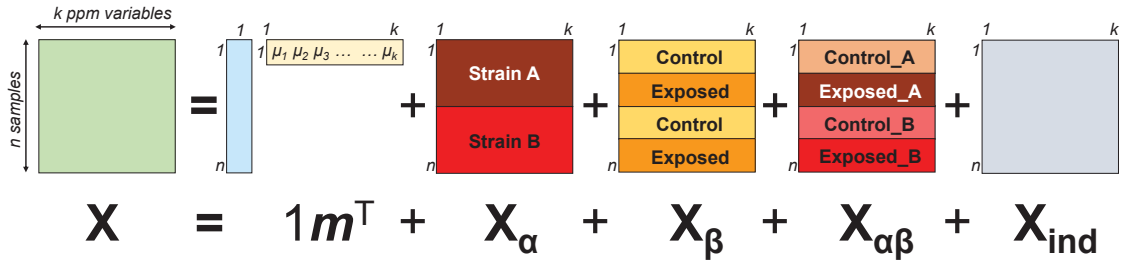 k ppm variables
n samples
=
1
1
n
1 k
1 μ1 μ2 μ3 … … μk
+
1 k
1
n
Strain A
Strain B
+
1 k
1
n
Control
Exposed
Control
Exposed
+
1 k
1
n
Control_A
Exposed_A
Control_B
Exposed_B
+
1 k
1
n
X = 1mᵀ + Xα + Xβ + Xαβ + Xind